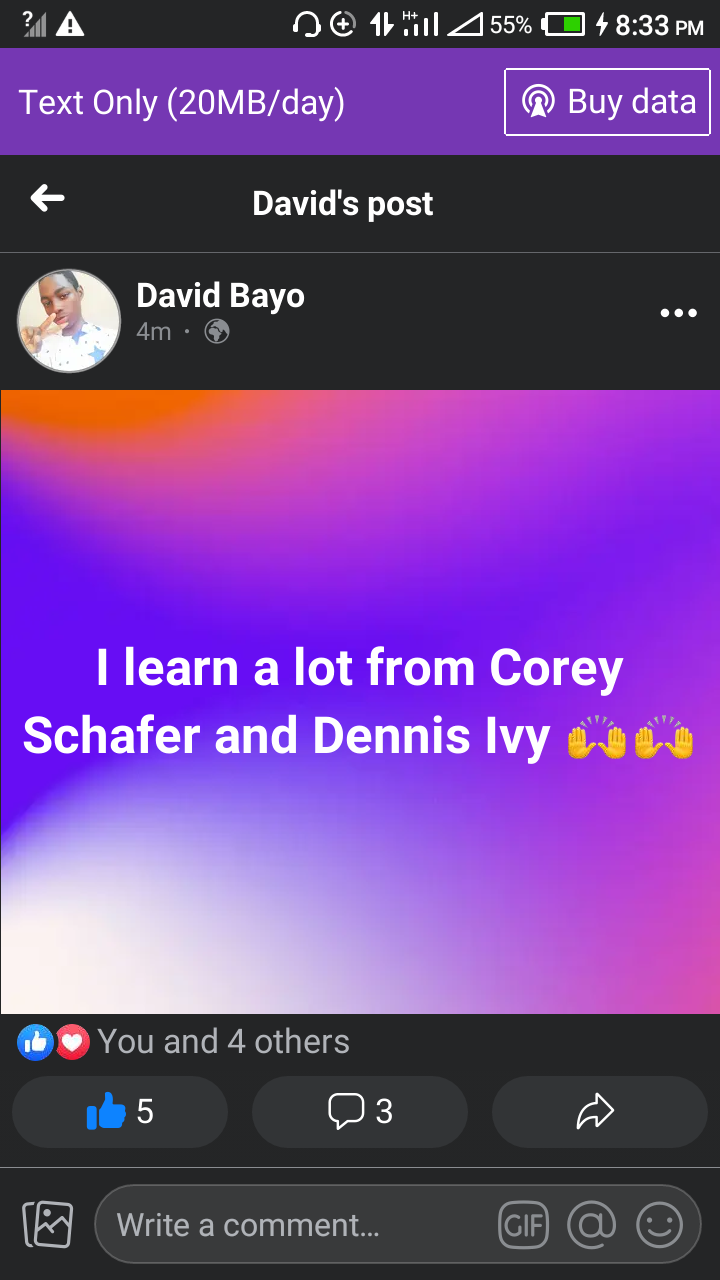 ? H+ 55% 8:33 PM
Text Only (20MB/day) Buy data
David's post
David Bayo
4m ·
I learn a lot from Corey
Schafer and Dennis Ivy 🙌🙌
You and 4 others
5 3
Write a comment... GIF @